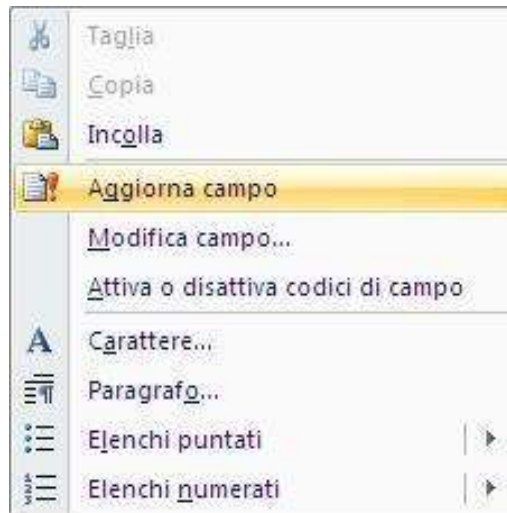 Taglia
Copia
Incolla
Aggiorna campo
Modifica campo...
Attiva o disattiva codici di campo
Carattere...
Paragrafo...
Elenchi puntati
Elenchi numerati